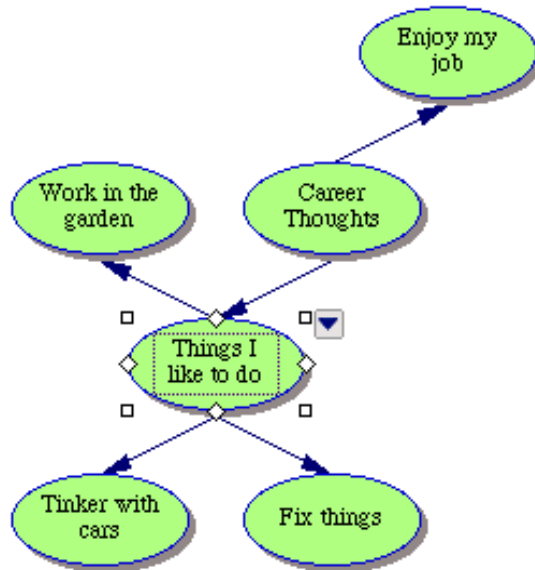 Enjoy my
job
Work in the
garden
Career
Thoughts
Things I
like to do
Tinker with
cars
Fix things